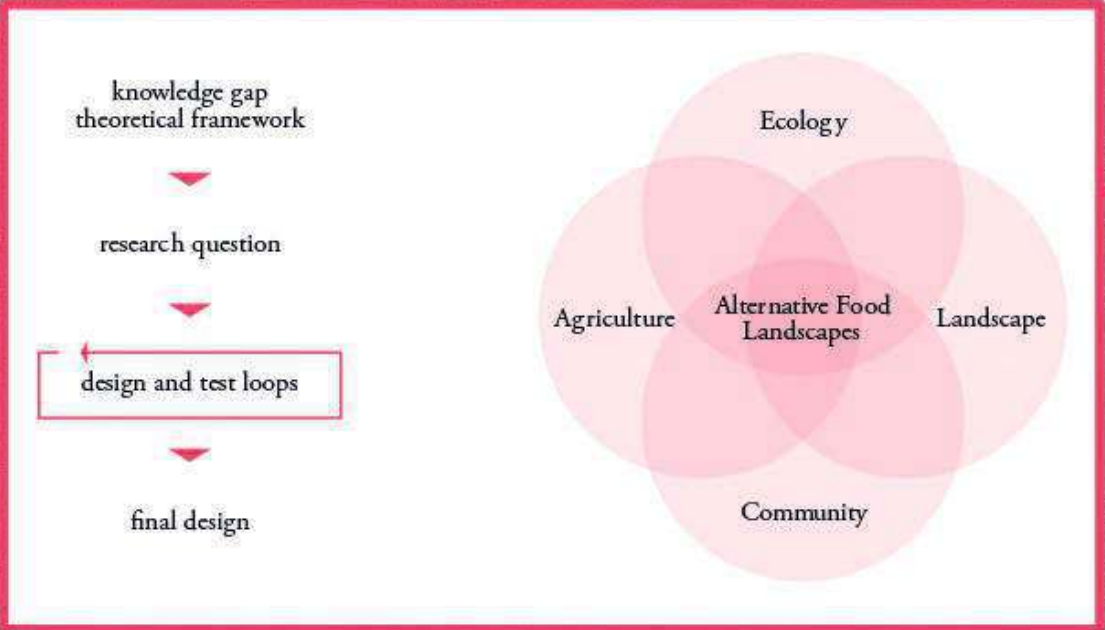 knowledge gap
theoretical framework
research question
design and test loops
final design
Ecology
Agriculture
Alternative Food
Landscapes
Landscape
Community